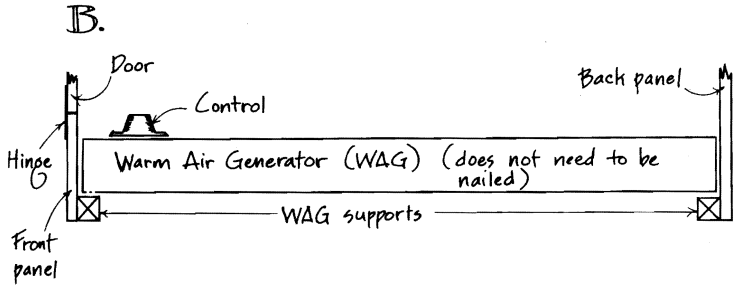 B.
Door
Back panel
Control
Hinge
Warm Air Generator (WAG) (does not need to be
nailed)
WAG supports
Front
panel